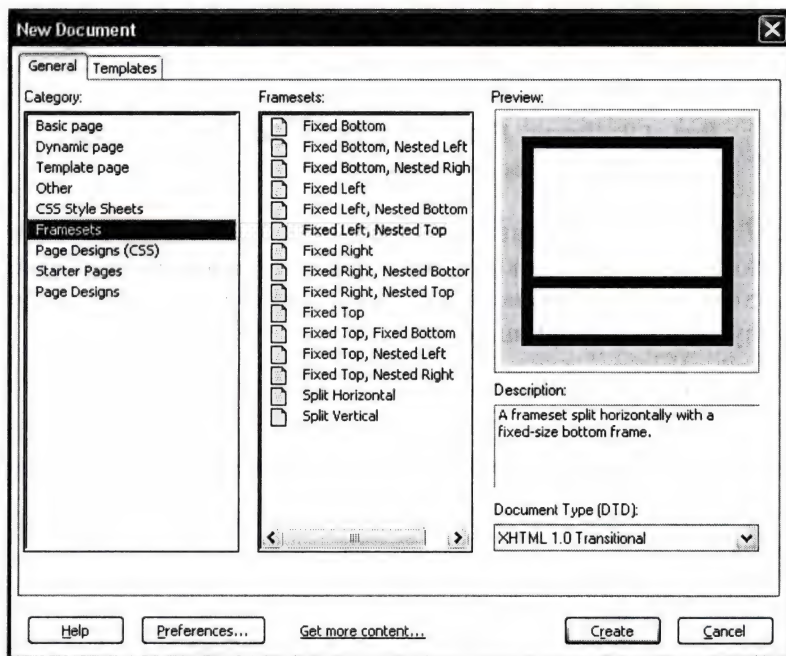 New Document
General
Templates
Category:
Basic page
Dynamic page
Template page
Other
CSS Style Sheets
Framesets
Page Designs (CSS)
Starter Pages
Page Designs
Framesets:
Fixed Bottom
Fixed Bottom, Nested Left
Fixed Bottom, Nested Righ
Fixed Left
Fixed Left, Nested Bottom
Fixed Left, Nested Top
Fixed Right
Fixed Right, Nested Bottor
Fixed Right, Nested Top
Fixed Top
Fixed Top, Fixed Bottom
Fixed Top, Nested Left
Fixed Top, Nested Right
Split Horizontal
Split Vertical
Preview:
Description:
A frameset split horizontally with a
fixed-size bottom frame.
Document Type (DTD):
XHTML 1.0 Transitional
Help
Preferences...
Get more content...
Create
Cancel